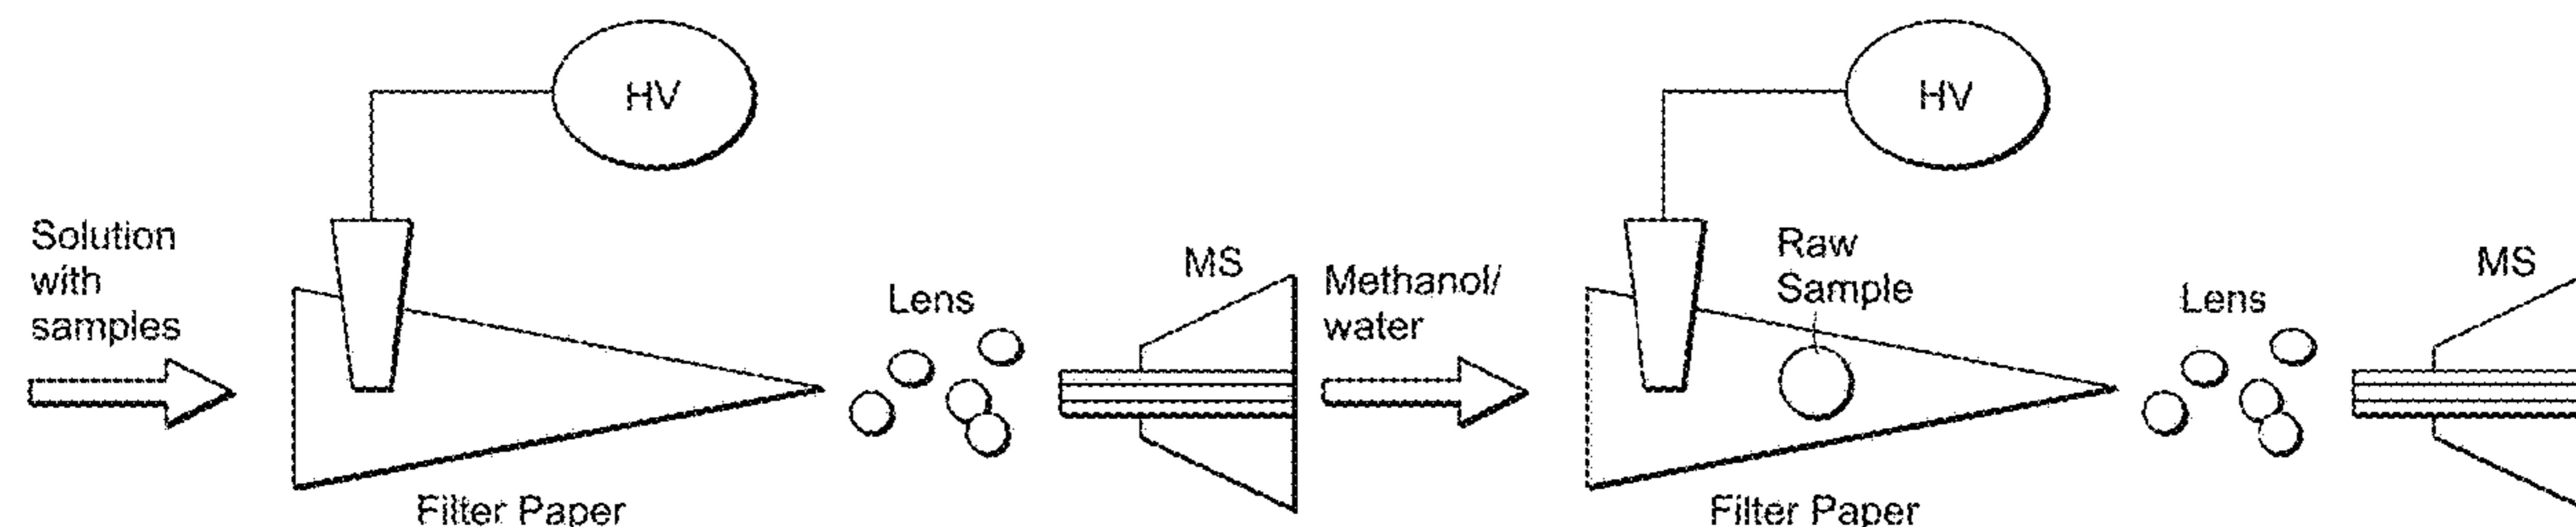 HV
Solution
with
samples
Lens
MS
Filter Paper
Methanol/
water
HV
Raw
Sample
Lens
MS
Filter Paper